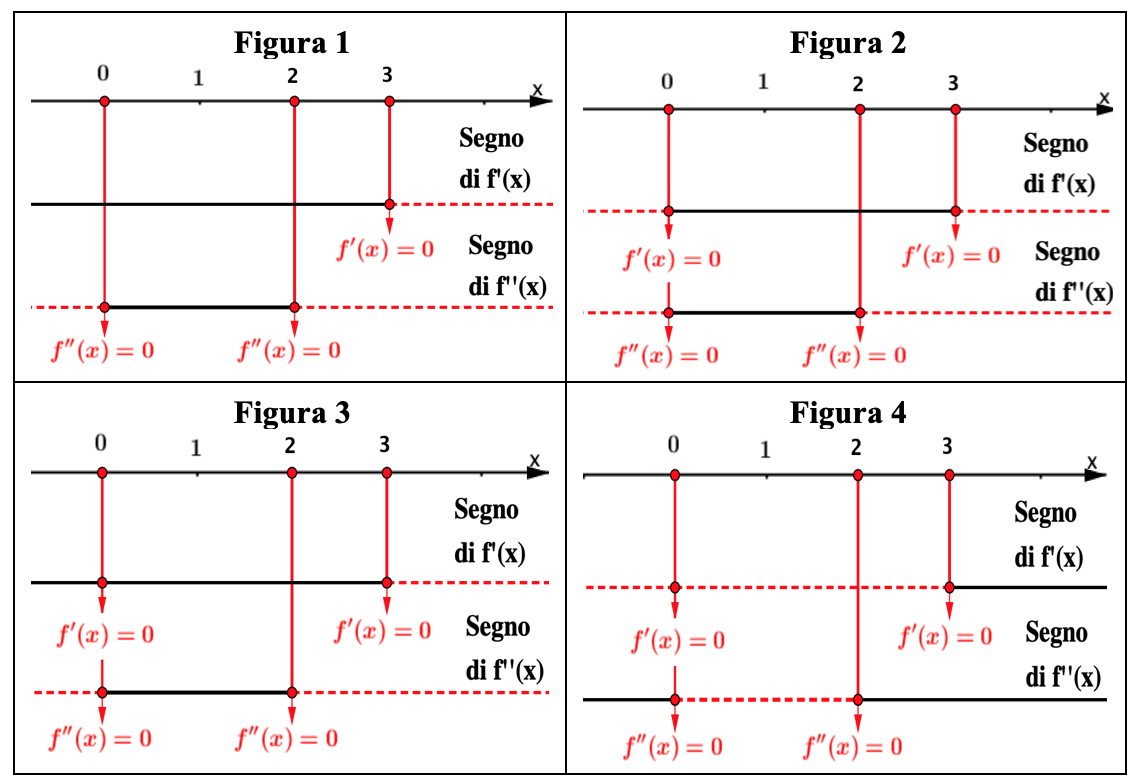 Figura 1
0 1 2 3
x
Segno
di f'(x)
f′(x) = 0
Segno
di f''(x)
f″(x) = 0 f″(x) = 0
Figura 2
0 1 2 3
x
Segno
di f'(x)
f′(x) = 0 f′(x) = 0
Segno
di f''(x)
f″(x) = 0 f″(x) = 0
Figura 3
0 1 2 3
x
Segno
di f'(x)
f′(x) = 0 f′(x) = 0
Segno
di f''(x)
f″(x) = 0 f″(x) = 0
Figura 4
0 1 2 3
x
Segno
di f'(x)
f′(x) = 0 f′(x) = 0
Segno
di f''(x)
f″(x) = 0 f″(x) = 0